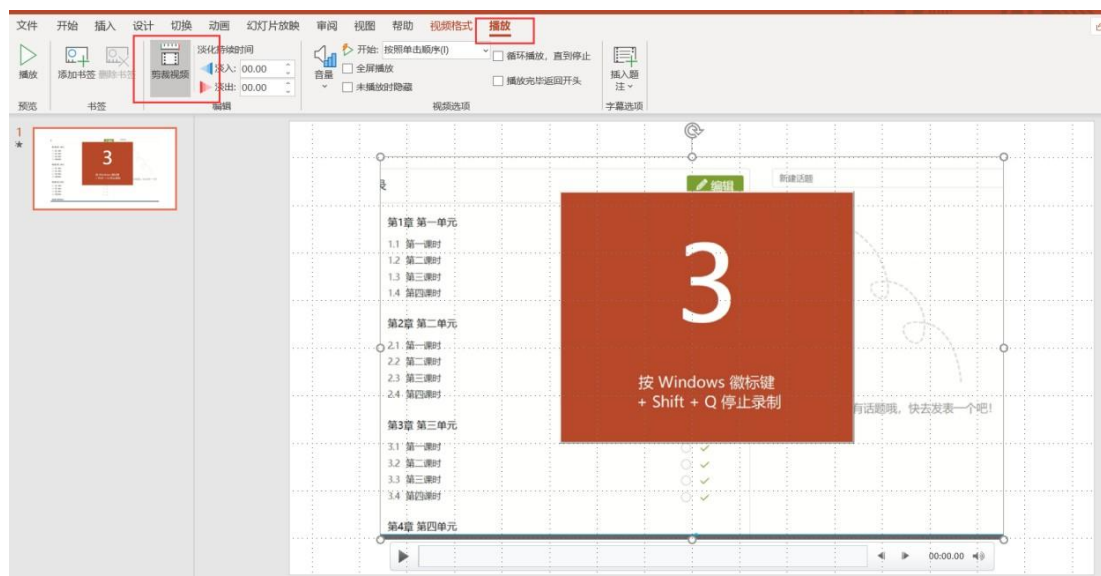 文件 开始 插入 设计 切换 动画 幻灯片放映 审阅 视图 帮助 视频格式 播放
播放
添加书签 删除书签
剪裁视频
淡化持续时间
淡入: 00.00
淡出: 00.00
音量
开始: 按照单击顺序(I)
全屏播放
未播放时隐藏
循环播放，直到停止
播放完毕返回开头
插入题注
预览 书签 编辑 视频选项 字幕选项
1
3
录
编辑
新建话题
第1章 第一单元
1.1 第一课时
1.2 第二课时
1.3 第三课时
1.4 第四课时
第2章 第二单元
2.1 第一课时
2.2 第二课时
2.3 第三课时
2.4 第四课时
第3章 第三单元
3.1 第一课时
3.2 第二课时
3.3 第三课时
3.4 第四课时
第4章 第四单元
3
按 Windows 徽标键
+ Shift + Q 停止录制
有话题哦，快去发表一个吧!
00:00.00